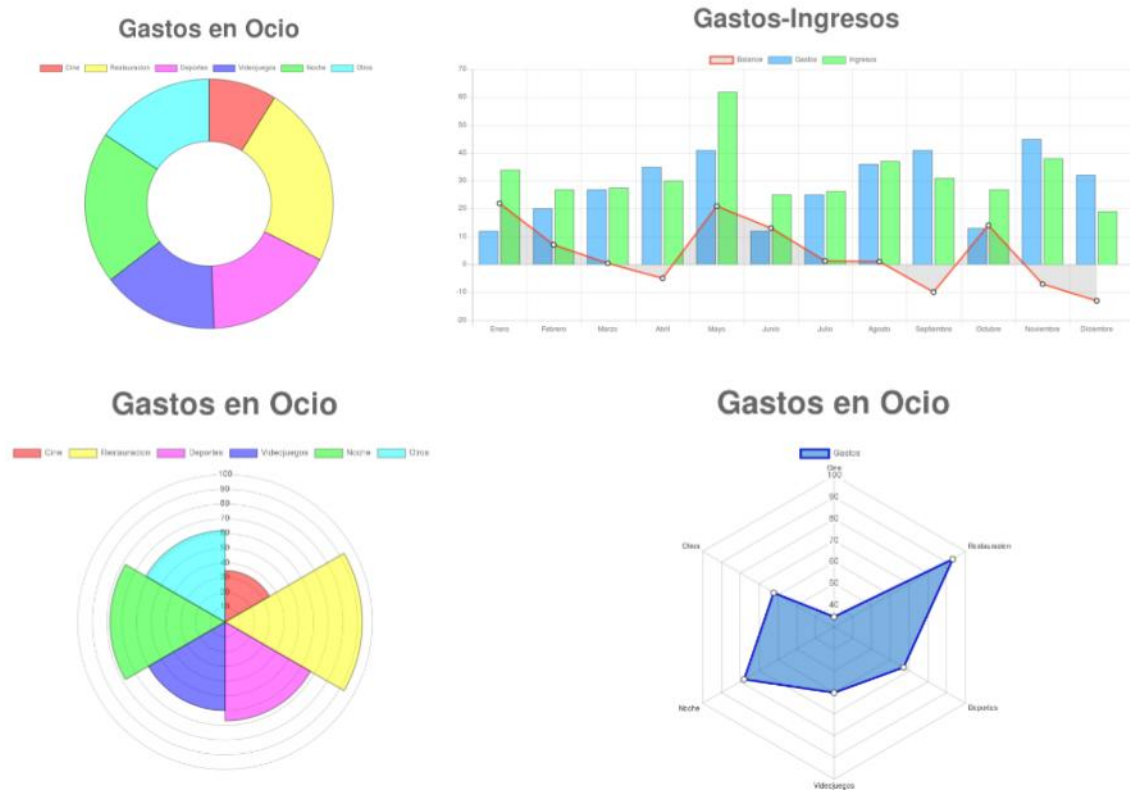 Gastos en Ocio
Cine Restauracion Deportes Videojuegos Noche Otros
Gastos-Ingresos
Balance Gastos Ingresos
70
60
50
40
30
20
10
0
-10
-20
Enero Febrero Marzo Abril Mayo Junio Julio Agosto Septiembre Octubre Noviembre Diciembre
Gastos en Ocio
Cine Restauracion Deportes Videojuegos Noche Otros
100
90
80
70
60
50
40
30
20
10
Gastos en Ocio
Gastos
Cine
100
90
80
70
60
50
40
Otros Restauracion
Noche Deportes
Videojuegos